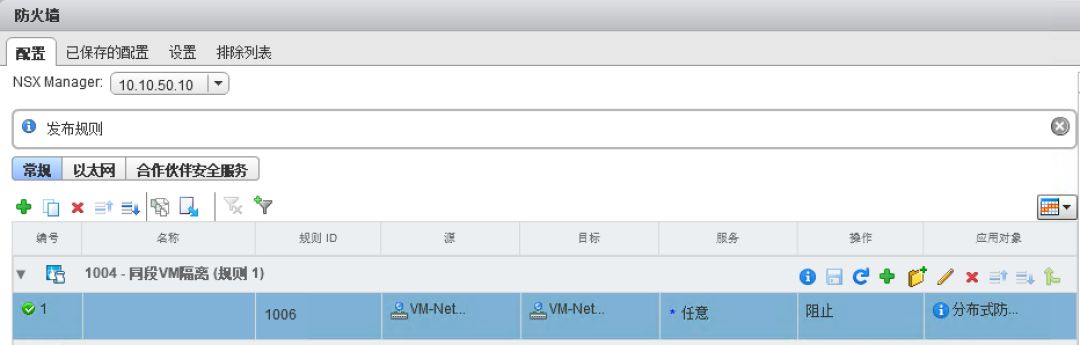 防火墙
配置 已保存的配置 设置 排除列表
NSX Manager: 10.10.50.10
发布规则
常规 以太网 合作伙伴安全服务
编号 名称 规则 ID 源 目标 服务 操作 应用对象
1004 - 同段VM隔离 (规则 1)
1 1006 VM-Net... VM-Net... * 任意 阻止 分布式防...